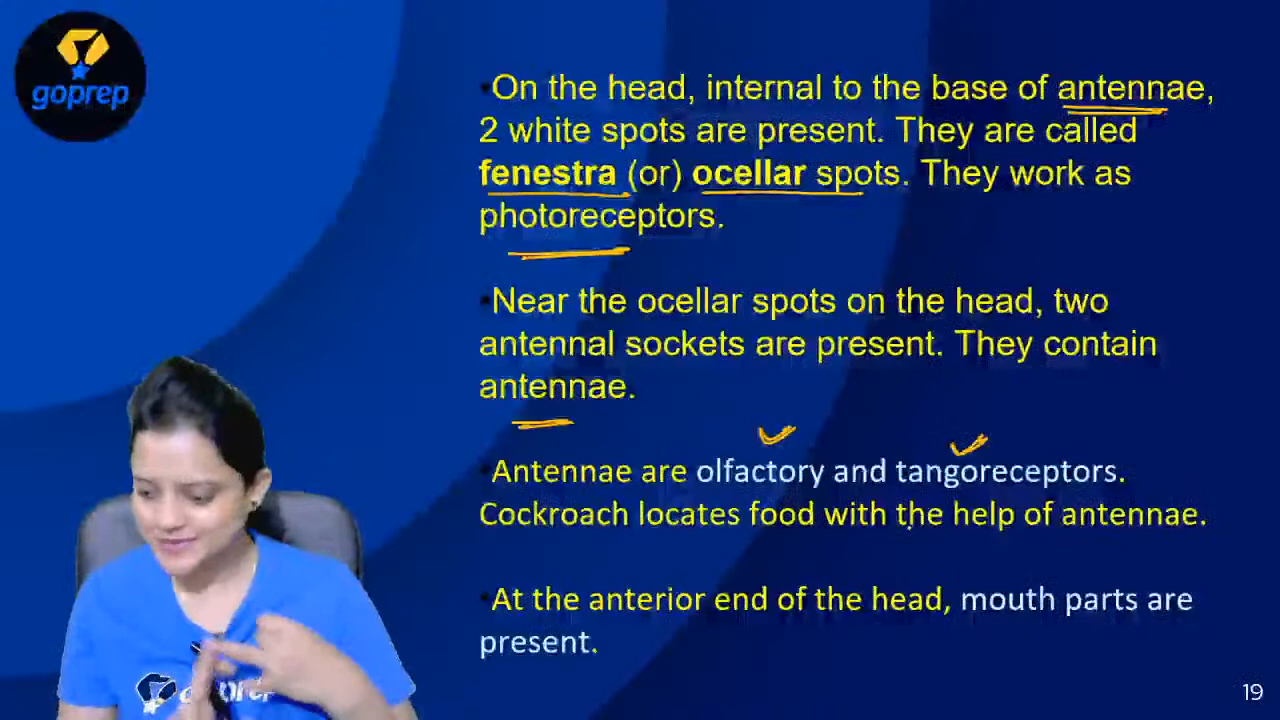 goprep
•On the head, internal to the base of antennae,
2 white spots are present. They are called
fenestra (or) ocellar spots. They work as
photoreceptors.
•Near the ocellar spots on the head, two
antennal sockets are present. They contain
antennae.
•Antennae are olfactory and tangoreceptors.
Cockroach locates food with the help of antennae.
•At the anterior end of the head, mouth parts are
present.
19